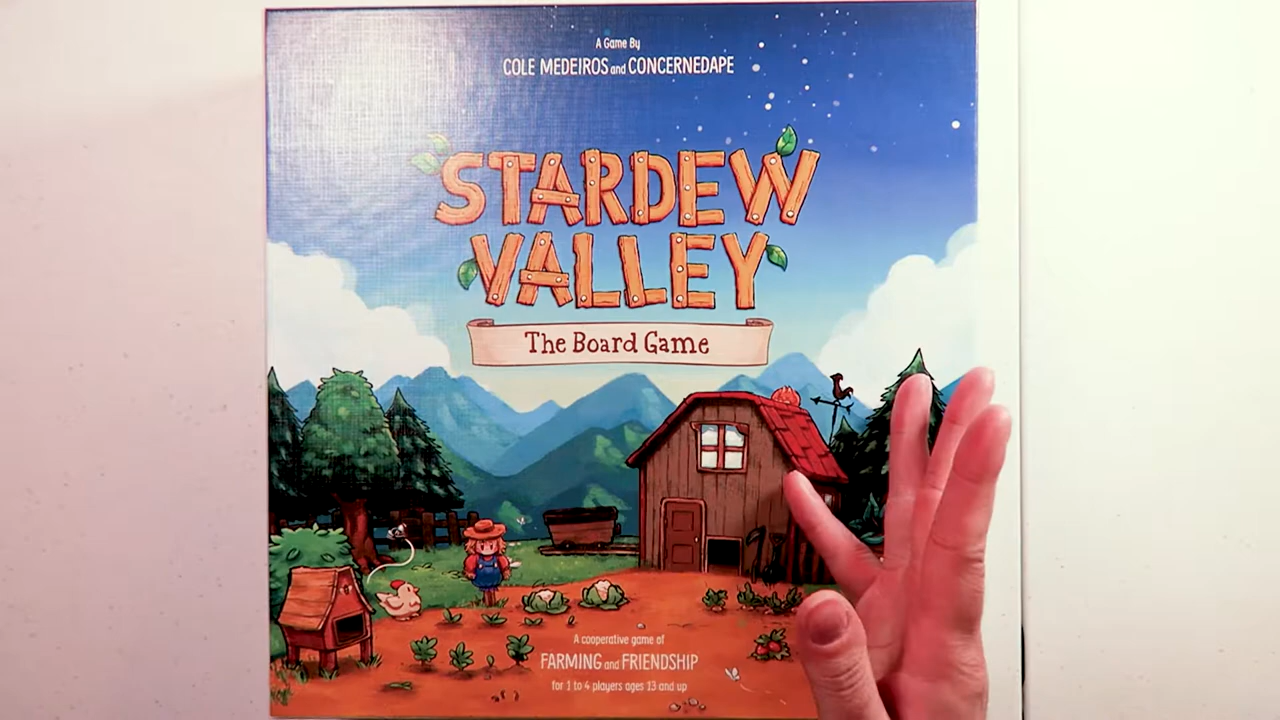 A Game By
COLE MEDEIROS and CONCERNEDAPE
STARDEW
VALLEY
The Board Game
A cooperative game of
FARMING and FRIENDSHIP
for 1 to 4 players ages 13 and up